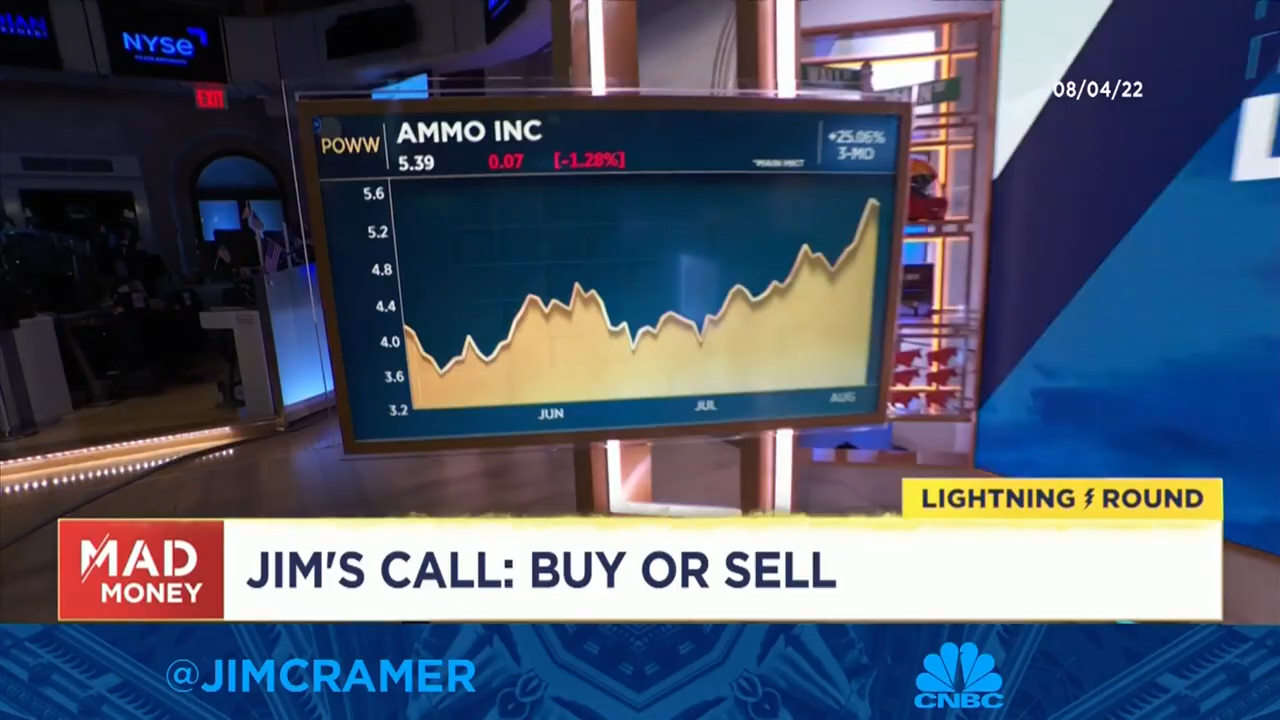 NYSE
EXIT
08/04/22
POWW
AMMO INC
5.39 0.07 [-1.28%]
+25.06%
3-MO
5.6
5.2
4.8
4.4
4.0
3.6
3.2
JUN JUL AUG
LIGHTNING ROUND
MAD
MONEY
JIM'S CALL: BUY OR SELL
@JIMCRAMER
CNBC